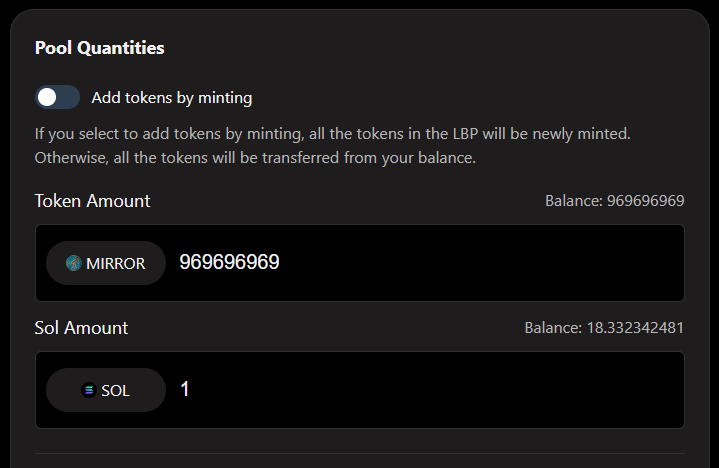 Pool Quantities
Add tokens by minting
If you select to add tokens by minting, all the tokens in the LBP will be newly minted.
Otherwise, all the tokens will be transferred from your balance.
Token Amount Balance: 969696969
MIRROR 969696969
Sol Amount Balance: 18.332342481
SOL 1